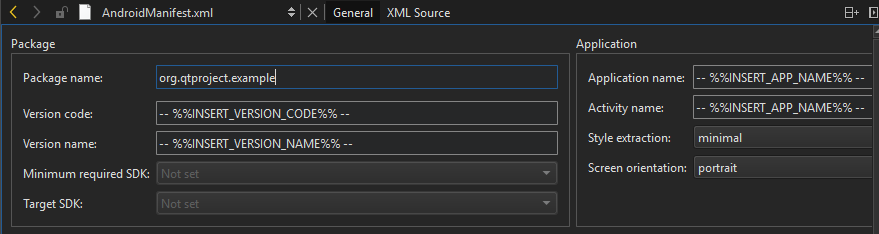 AndroidManifest.xml
General
XML Source
Package
Package name: org.qtproject.example
Version code: -- %%INSERT_VERSION_CODE%% --
Version name: -- %%INSERT_VERSION_NAME%% --
Minimum required SDK: Not set
Target SDK: Not set
Application
Application name: -- %%INSERT_APP_NAME%% --
Activity name: -- %%INSERT_APP_NAME%% --
Style extraction: minimal
Screen orientation: portrait